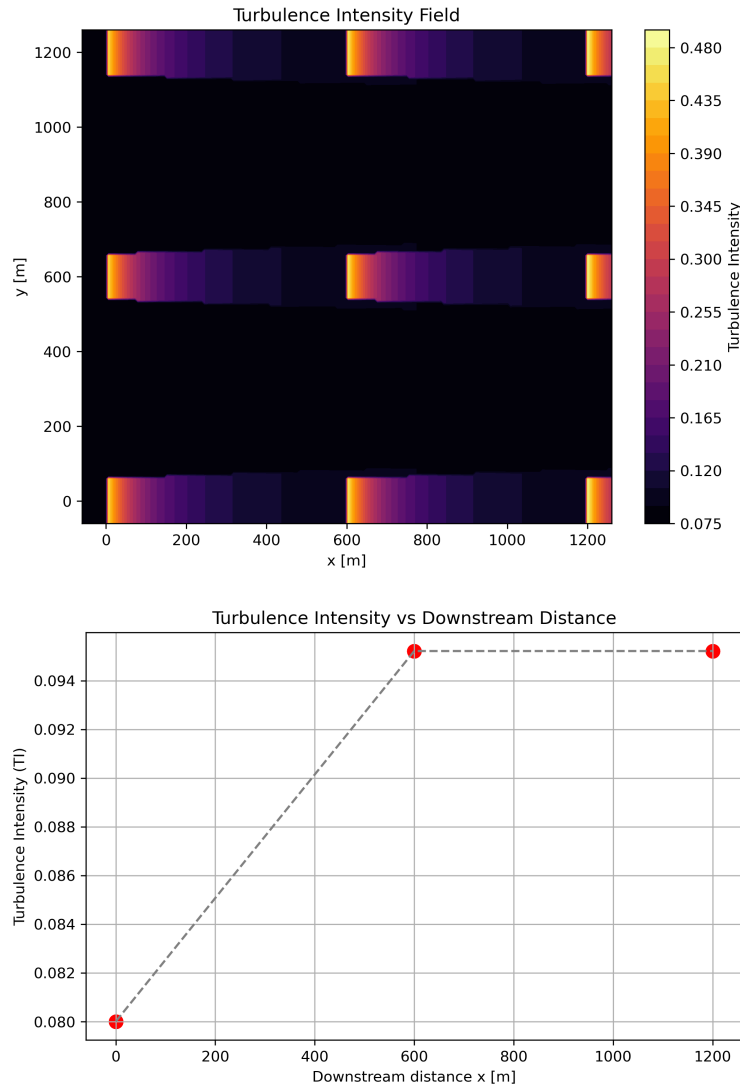 Turbulence Intensity Field
1200
1000
800
600
400
200
0
y [m]
0 200 400 600 800 1000 1200
x [m]
0.480
0.435
0.390
0.345
0.300
0.255
0.210
0.165
0.120
0.075
Turbulence Intensity
Turbulence Intensity vs Downstream Distance
0.094
0.092
0.090
0.088
0.086
0.084
0.082
0.080
Turbulence Intensity (TI)
0 200 400 600 800 1000 1200
Downstream distance x [m]